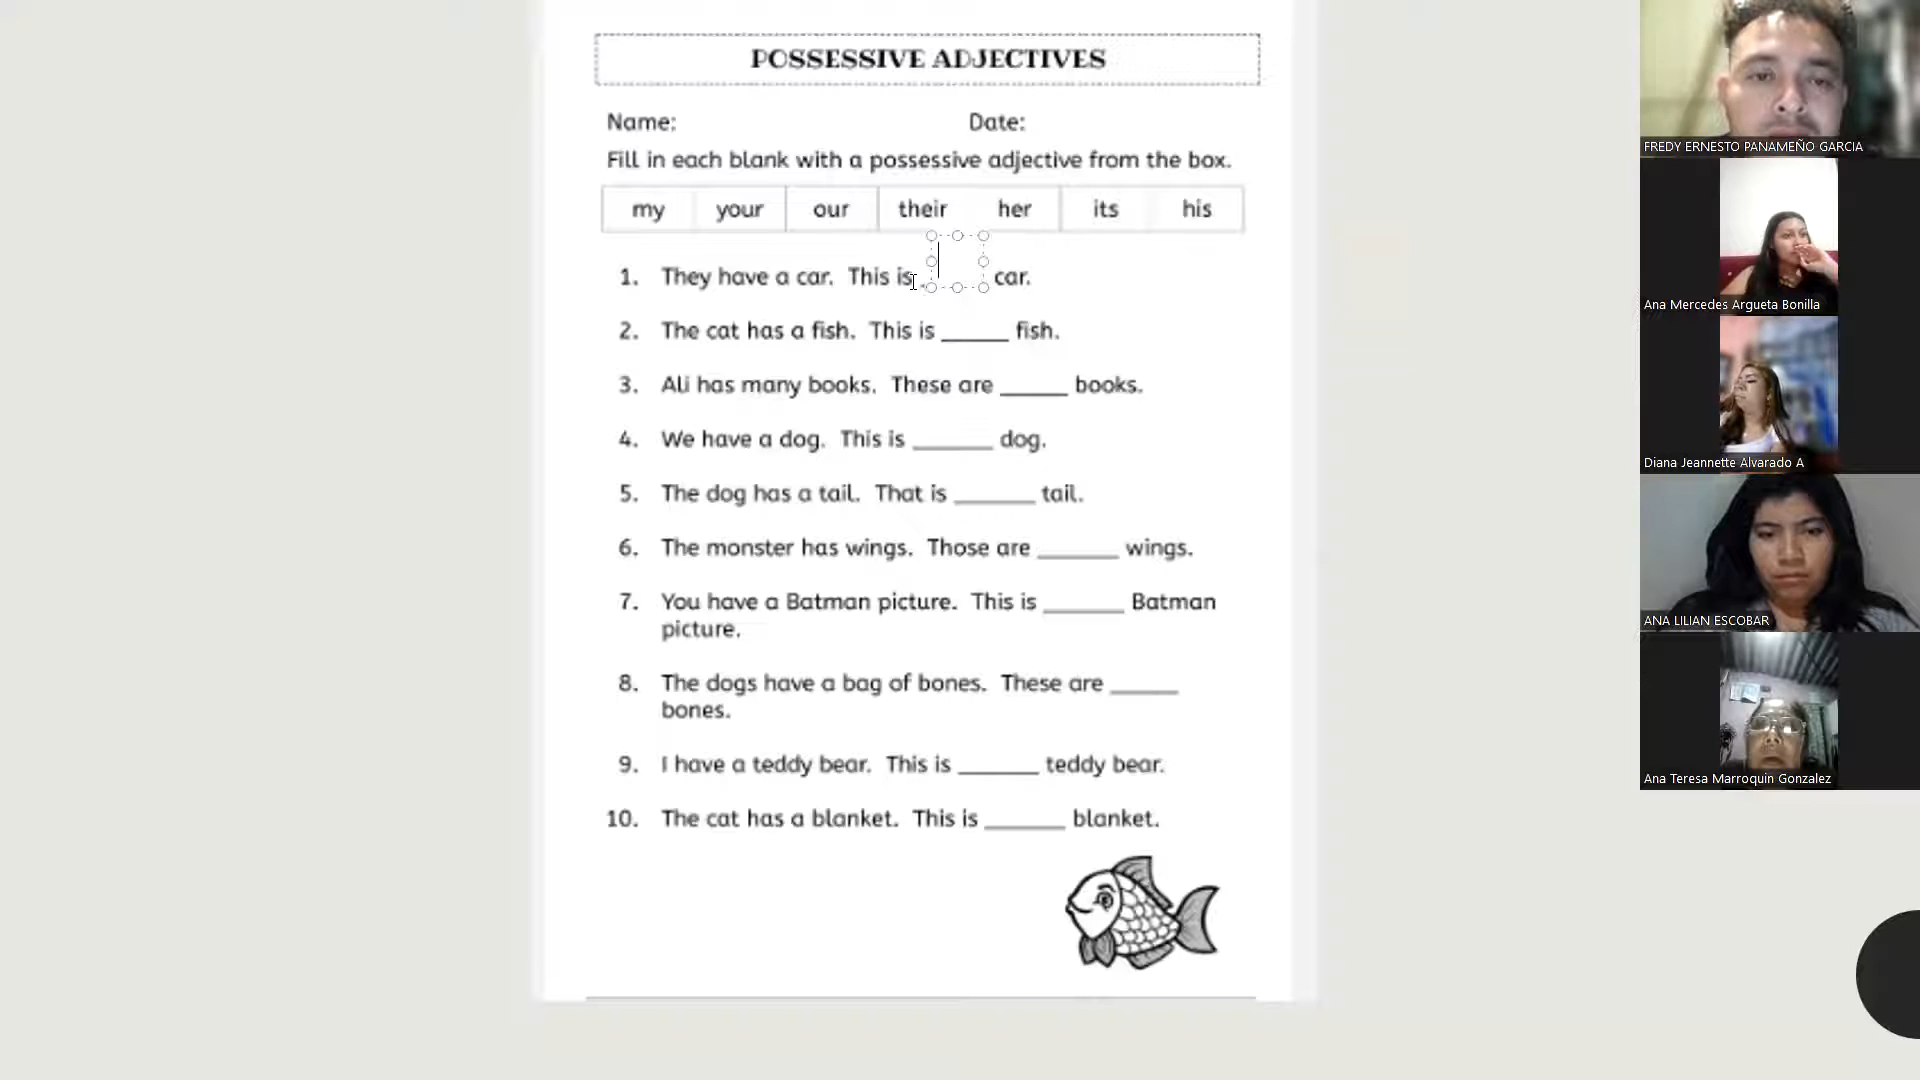 POSSESSIVE ADJECTIVES
Name: Date:
Fill in each blank with a possessive adjective from the box.
my your our their her its his
1. They have a car. This is car.
2. The cat has a fish. This is ______ fish.
3. Ali has many books. These are ______ books.
4. We have a dog. This is _______ dog.
5. The dog has a tail. That is _______ tail.
6. The monster has wings. Those are _______ wings.
7. You have a Batman picture. This is _______ Batman
picture.
8. The dogs have a bag of bones. These are ______
bones.
9. I have a teddy bear. This is _______ teddy bear.
10. The cat has a blanket. This is _______ blanket.
FREDY ERNESTO PANAMEÑO GARCIA
Ana Mercedes Argueta Bonilla
Diana Jeannette Alvarado A
ANA LILIAN ESCOBAR
Ana Teresa Marroquin Gonzalez